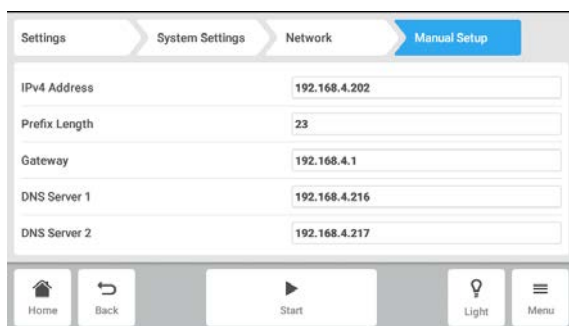 Settings System Settings Network Manual Setup
IPv4 Address 192.168.4.202
Prefix Length 23
Gateway 192.168.4.1
DNS Server 1 192.168.4.216
DNS Server 2 192.168.4.217
Home Back Start Light Menu